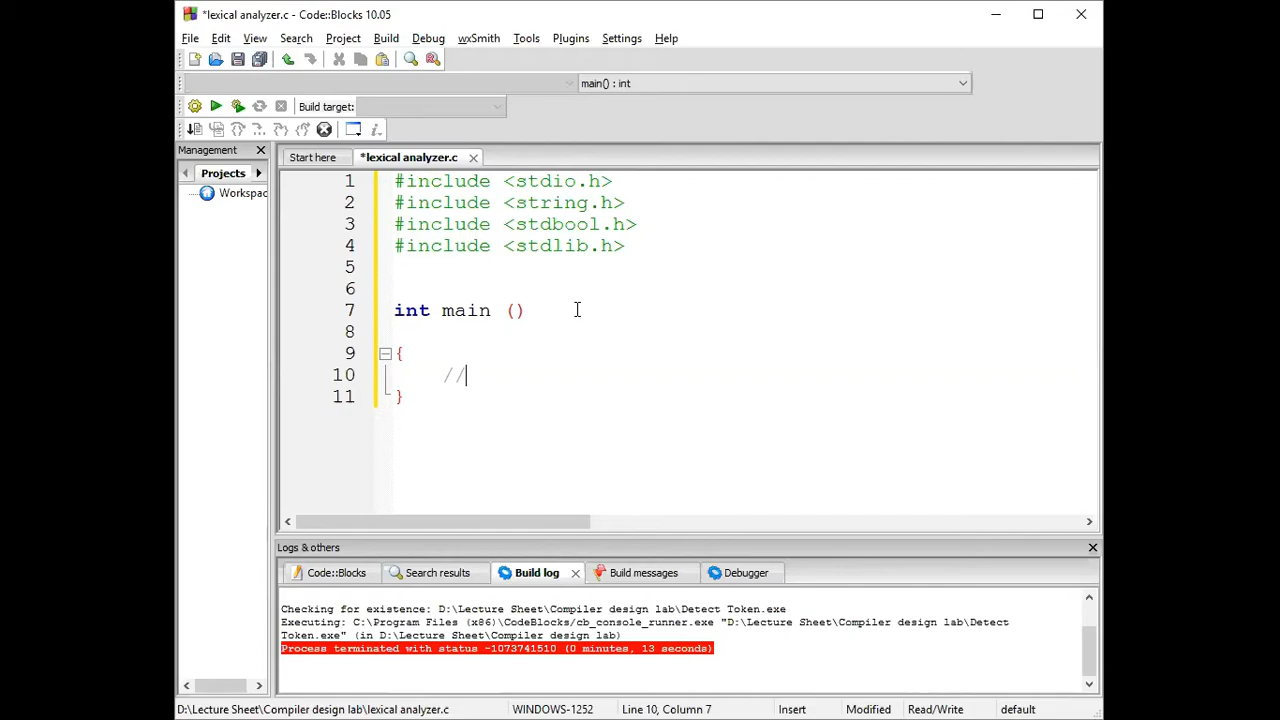 *lexical analyzer.c - Code::Blocks 10.05
File Edit View Search Project Build Debug wxSmith Tools Plugins Settings Help
main() : int
Build target:
Management
Start here *lexical analyzer.c
Projects
Workspac
1 #include <stdio.h>
2 #include <string.h>
3 #include <stdbool.h>
4 #include <stdlib.h>
5
6
7 int main ()
8
9 {
10 //
11 }
Logs & others
Code::Blocks Search results Build log Build messages Debugger
Checking for existence: D:\Lecture Sheet\Compiler design lab\Detect Token.exe
Executing: C:\Program Files (x86)\CodeBlocks/cb_console_runner.exe "D:\Lecture Sheet\Compiler design lab\Detect
Token.exe" (in D:\Lecture Sheet\Compiler design lab)
Process terminated with status -1073741510 (0 minutes, 13 seconds)
D:\Lecture Sheet\Compiler design lab\lexical analyzer.c WINDOWS-1252 Line 10, Column 7 Insert Modified Read/Write default